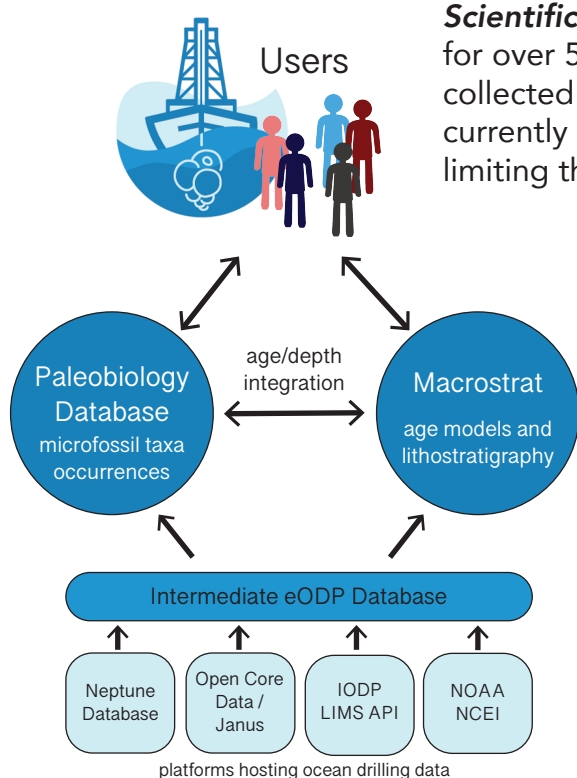 Scientific
for over 5
collected
currently
limiting th
Users
age/depth
integration
Paleobiology
Database
microfossil taxa
occurrences
Macrostrat
age models and
lithostratigraphy
Intermediate eODP Database
Neptune
Database
Open Core
Data /
Janus
IODP
LIMS API
NOAA
NCEI
platforms hosting ocean drilling data